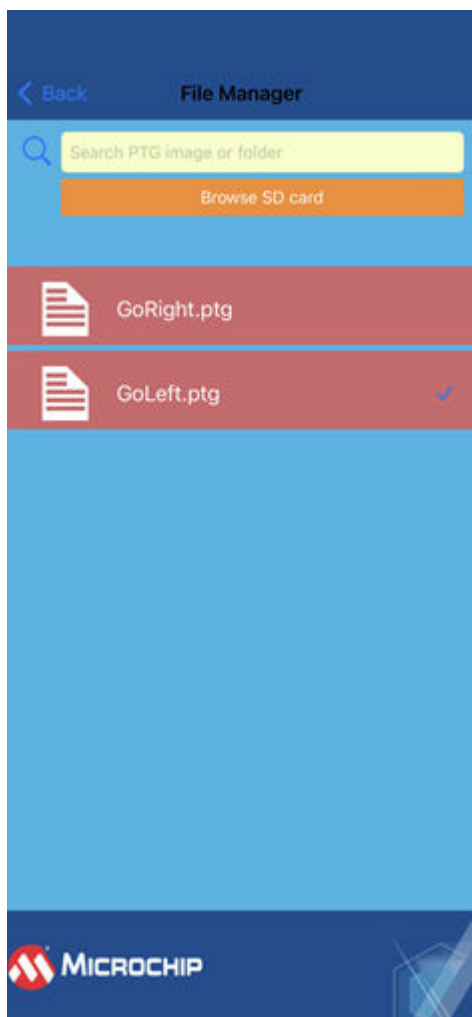 Back
File Manager
Search PTG image or folder
Browse SD card
GoRight.ptg
GoLeft.ptg
MICROCHIP